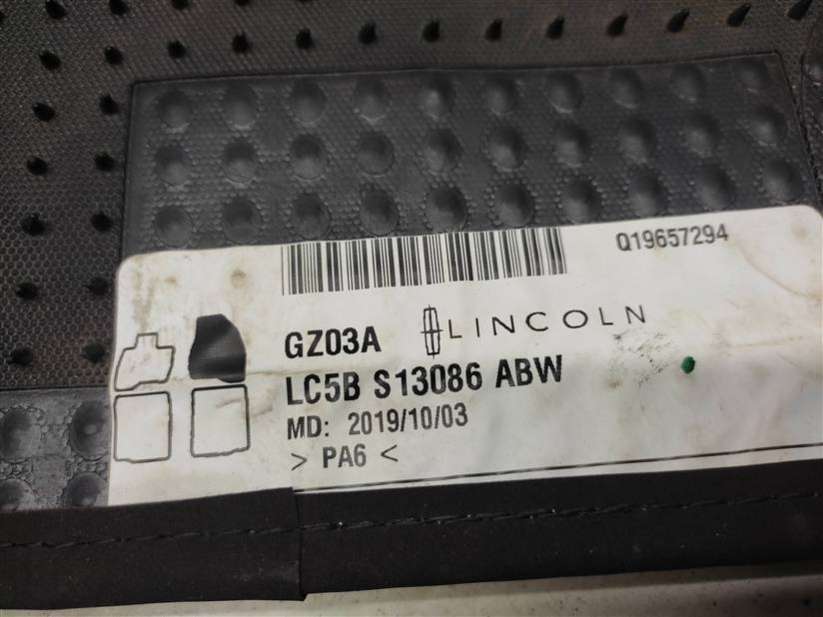 Q19657294
GZ03A LINCOLN
LC5B S13086 ABW
MD: 2019/10/03
> PA6 <